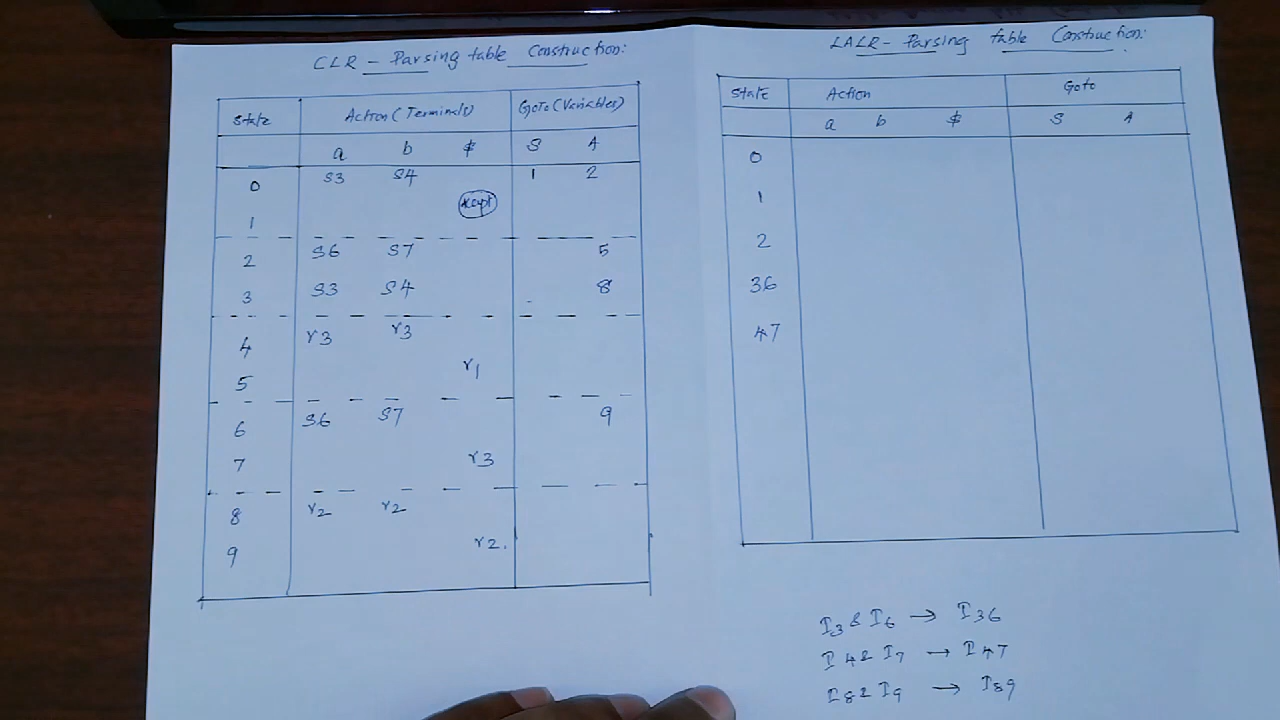 CLR - Parsing table Construction:
State Action (Terminals) GOTO (Variables)
a b $ S A
0 S3 S4 1 2
1 Accept
2 S6 S7 5
3 S3 S4 8
4 r3 r3
5 r1
6 S6 S7 9
7 r3
8 r2 r2
9 r2.
LALR - Parsing table Construction:
State Action Goto
a b $ S A
0
1
2
36
47
I3 & I6 → I36
I4 & I7 → I47
I8 & I9 → I89